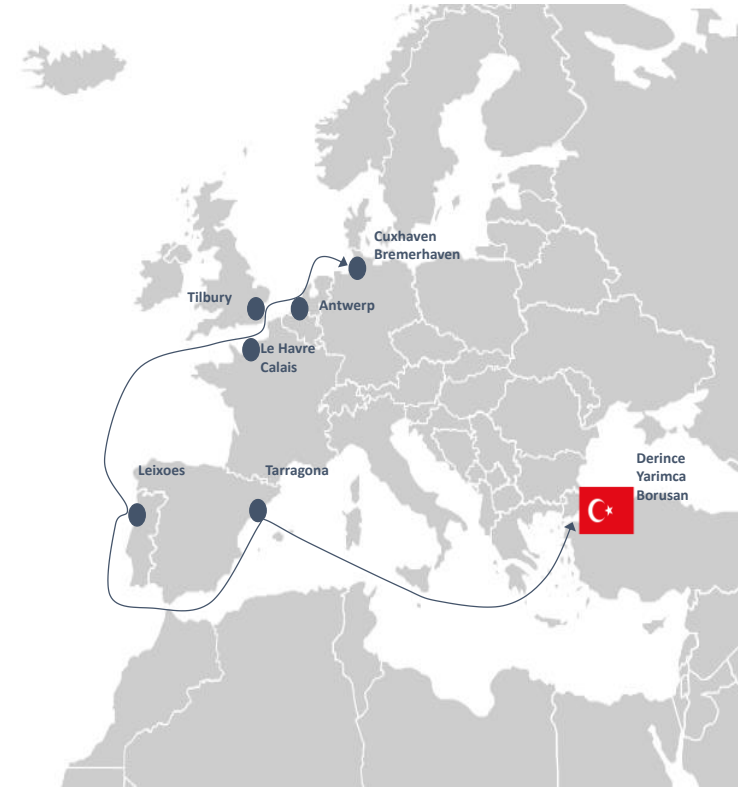 Cuxhaven
Bremerhaven
Tilbury
Antwerp
Le Havre
Calais
Leixoes
Tarragona
Derince
Yarimca
Borusan